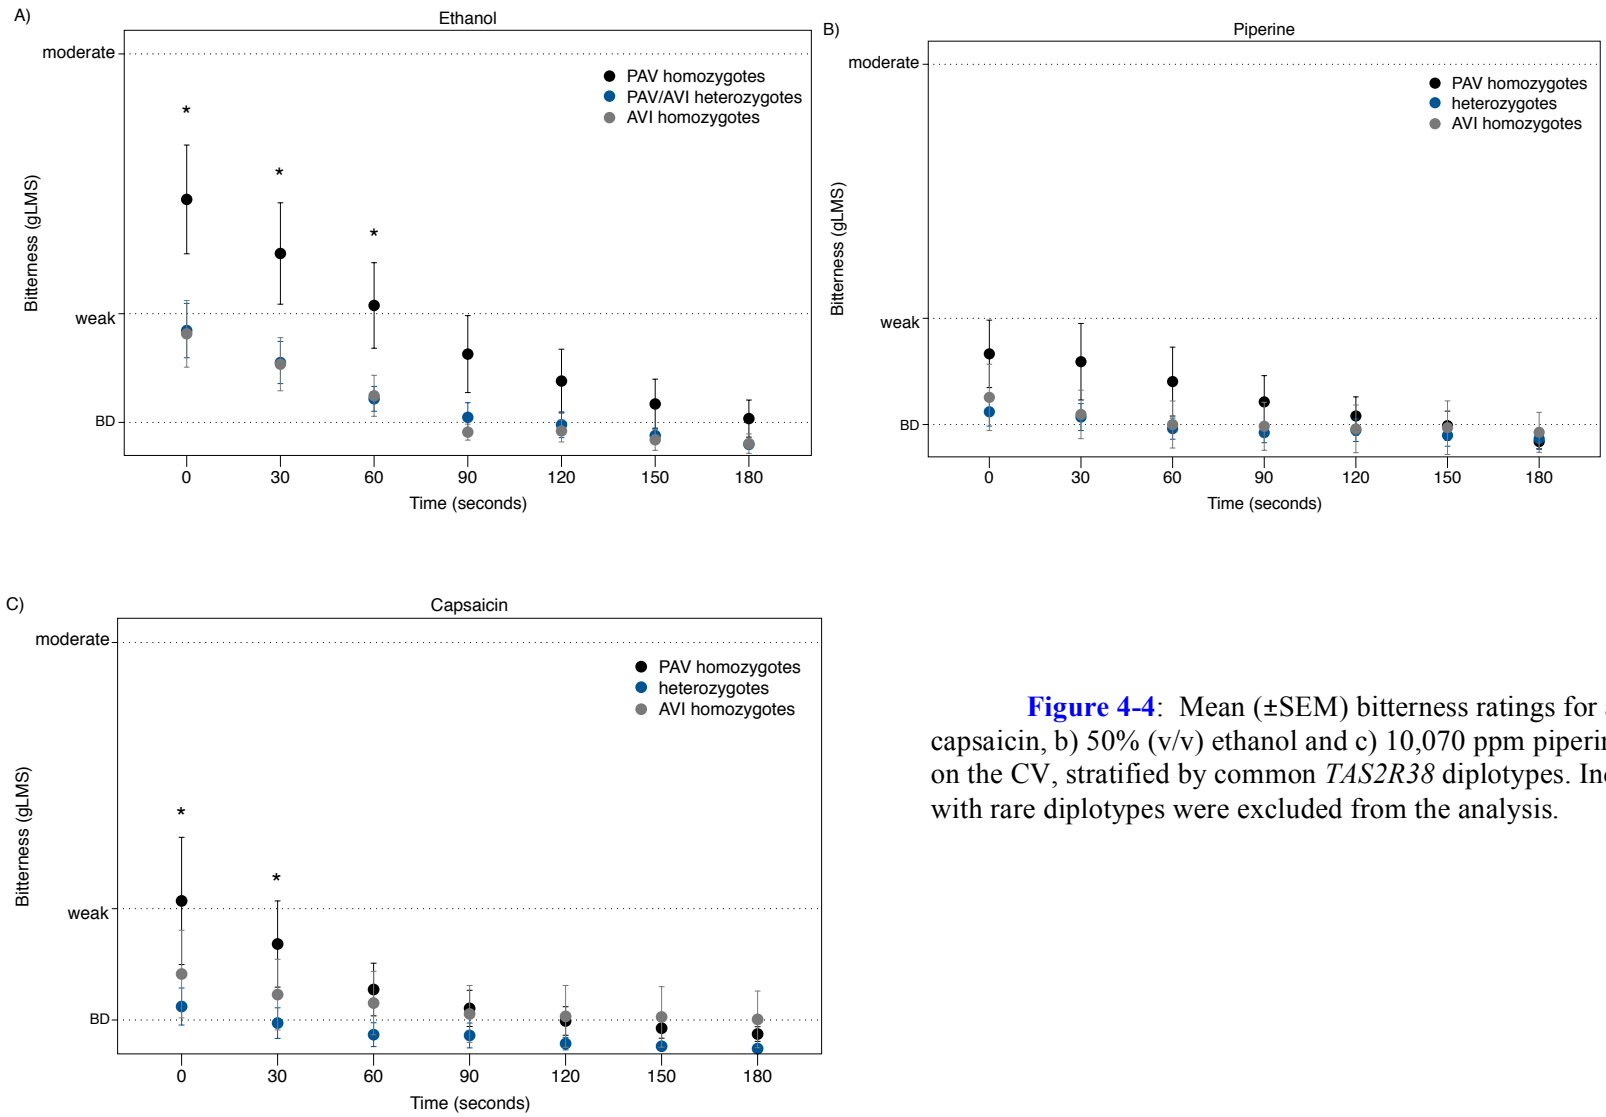 A)
Ethanol
moderate
weak
BD
Bitterness (gLMS)
*
*
*
PAV homozygotes
PAV/AVI heterozygotes
AVI homozygotes
0 30 60 90 120 150 180
Time (seconds)
B)
Piperine
moderate
weak
BD
Bitterness (gLMS)
PAV homozygotes
heterozygotes
AVI homozygotes
0 30 60 90 120 150 180
Time (seconds)
C)
Capsaicin
moderate
weak
BD
Bitterness (gLMS)
*
*
PAV homozygotes
heterozygotes
AVI homozygotes
0 30 60 90 120 150 180
Time (seconds)
Figure 4-4: Mean (±SEM) bitterness ratings for
capsaicin, b) 50% (v/v) ethanol and c) 10,070 ppm
on the CV, stratified by common TAS2R38 diplotypes.
with rare diplotypes were excluded from the analysis.